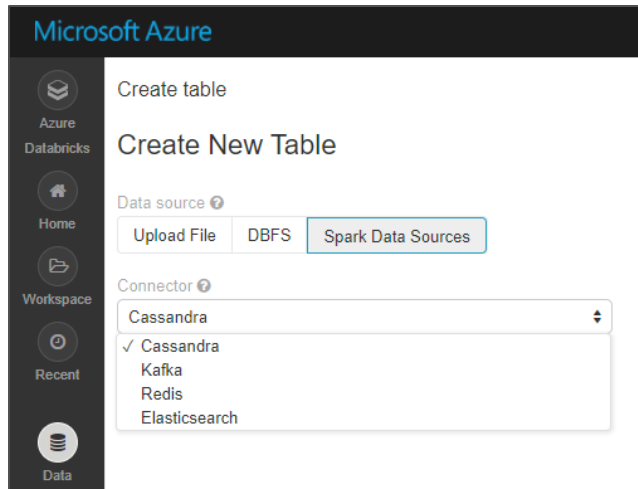 Microsoft Azure
Azure
Databricks
Home
Workspace
Recent
Data
Create table
Create New Table
Data source ?
Upload File DBFS Spark Data Sources
Connector ?
Cassandra
✓ Cassandra
Kafka
Redis
Elasticsearch